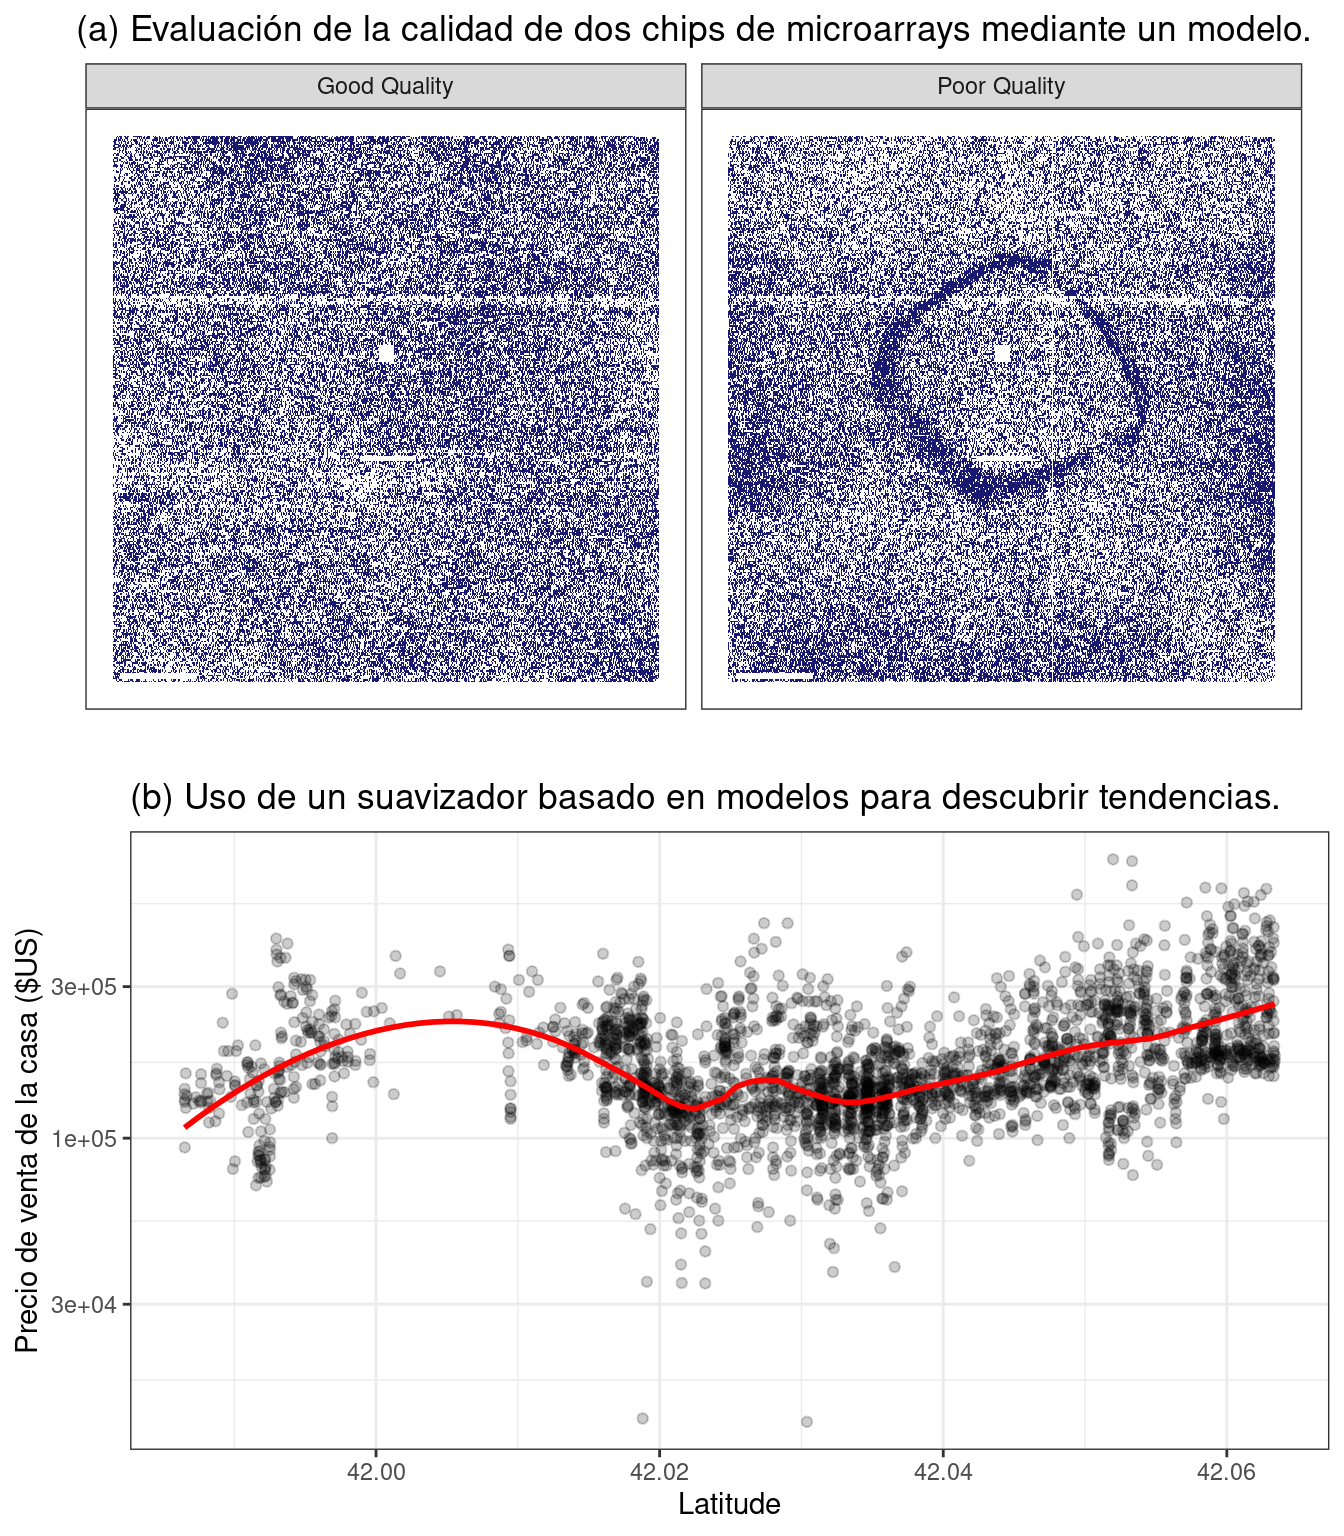 (a) Evaluación de la calidad de dos chips de microarrays mediante un modelo.
Good Quality
Poor Quality
(b) Uso de un suavizador basado en modelos para descubrir tendencias.
Precio de venta de la casa ($US)
3e+05
1e+05
3e+04
42.00
42.02
42.04
42.06
Latitude